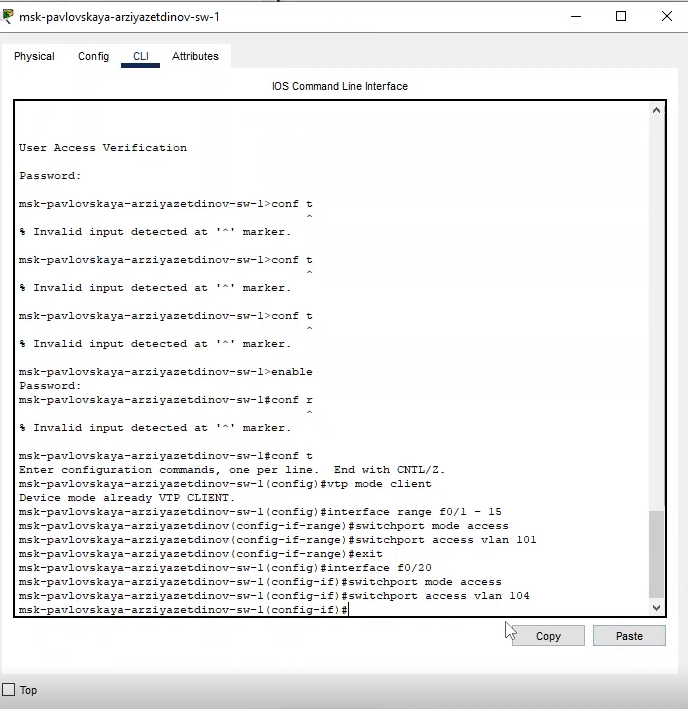 msk-pavlovskaya-arziyazetdinov-sw-1
Physical Config CLI Attributes
IOS Command Line Interface
User Access Verification
Password:
msk-pavlovskaya-arziyazetdinov-sw-1>conf t
^
% Invalid input detected at '^' marker.
msk-pavlovskaya-arziyazetdinov-sw-1>conf t
^
% Invalid input detected at '^' marker.
msk-pavlovskaya-arziyazetdinov-sw-1>conf t
^
% Invalid input detected at '^' marker.
msk-pavlovskaya-arziyazetdinov-sw-1>enable
Password:
msk-pavlovskaya-arziyazetdinov-sw-1#conf r
^
% Invalid input detected at '^' marker.
msk-pavlovskaya-arziyazetdinov-sw-1#conf t
Enter configuration commands, one per line. End with CNTL/Z.
msk-pavlovskaya-arziyazetdinov-sw-1(config)#vtp mode client
Device mode already VTP CLIENT.
msk-pavlovskaya-arziyazetdinov-sw-1(config)#interface range f0/1 - 15
msk-pavlovskaya-arziyazetdinov(config-if-range)#switchport mode access
msk-pavlovskaya-arziyazetdinov(config-if-range)#switchport access vlan 101
msk-pavlovskaya-arziyazetdinov(config-if-range)#exit
msk-pavlovskaya-arziyazetdinov-sw-1(config)#interface f0/20
msk-pavlovskaya-arziyazetdinov-sw-1(config-if)#switchport mode access
msk-pavlovskaya-arziyazetdinov-sw-1(config-if)#switchport access vlan 104
msk-pavlovskaya-arziyazetdinov-sw-1(config-if)#
Copy Paste
Top